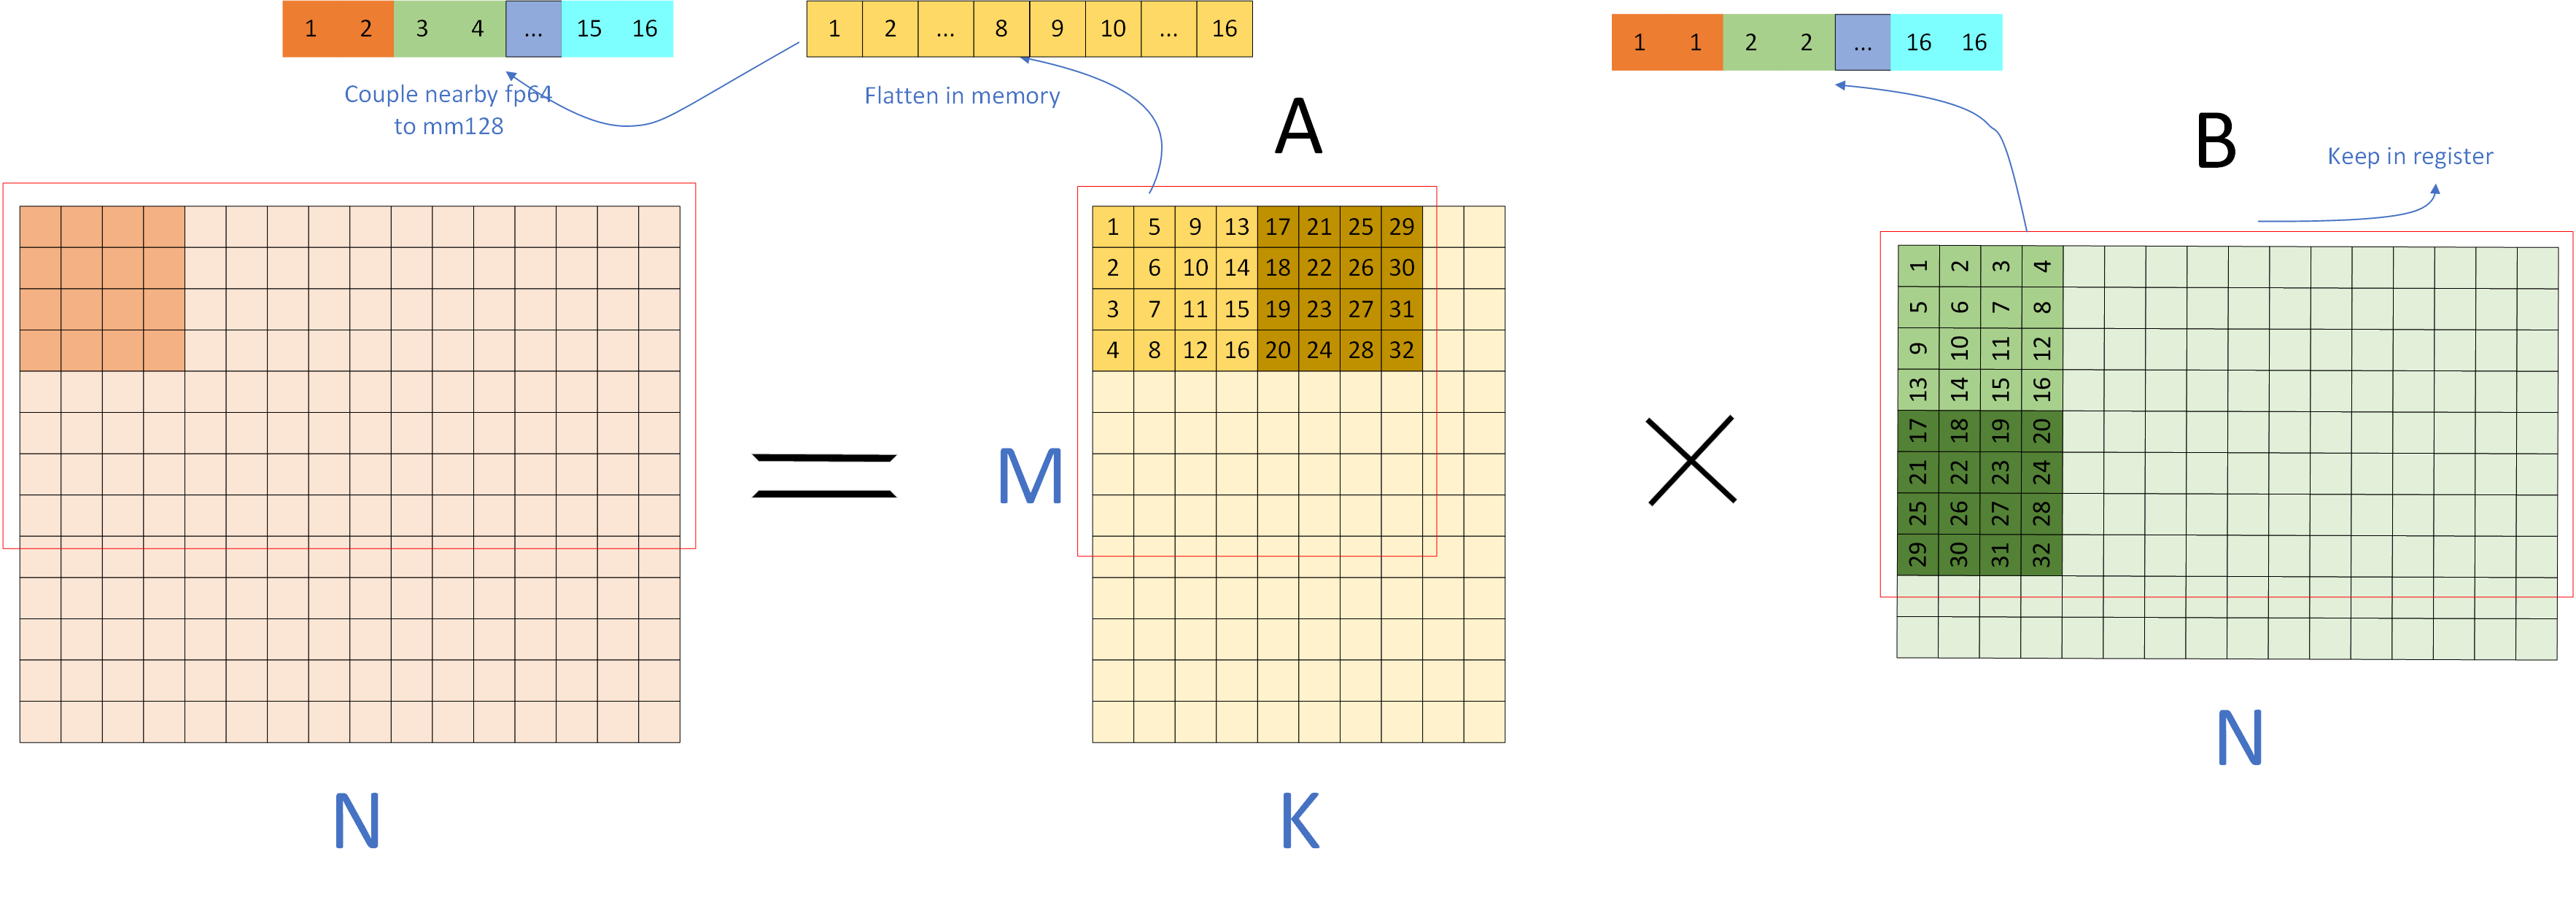 1 2 3 4 ... 15 16
1 2 ... 8 9 10 ... 16
1 1 2 2 ... 16 16
Couple nearby fp64
to mm128
Flatten in memory
A
B
Keep in register
1 5 9 13 17 21 25 29
2 6 10 14 18 22 26 30
3 7 11 15 19 23 27 31
4 8 12 16 20 24 28 32
1 2 3 4
5 6 7 8
9 10 11 12
13 14 15 16
17 18 19 20
21 22 23 24
25 26 27 28
29 30 31 32
M
N
K
N